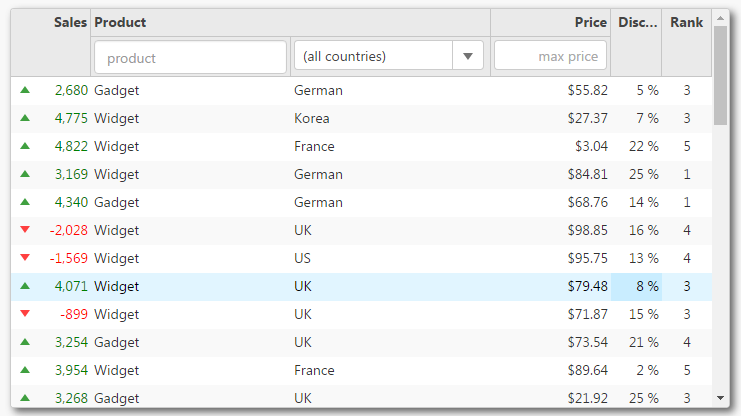 Sales Product Price Disc... Rank
product (all countries) max price
2,680 Gadget German $55.82 5 % 3
4,775 Widget Korea $27.37 7 % 3
4,822 Widget France $3.04 22 % 5
3,169 Widget German $84.81 25 % 1
4,340 Gadget German $68.76 14 % 1
-2,028 Widget UK $98.85 16 % 4
-1,569 Widget US $95.75 13 % 4
4,071 Widget UK $79.48 8 % 3
-899 Widget UK $71.87 15 % 3
3,254 Gadget UK $73.54 21 % 4
3,954 Widget France $89.64 2 % 5
3,268 Gadget UK $21.92 25 % 3